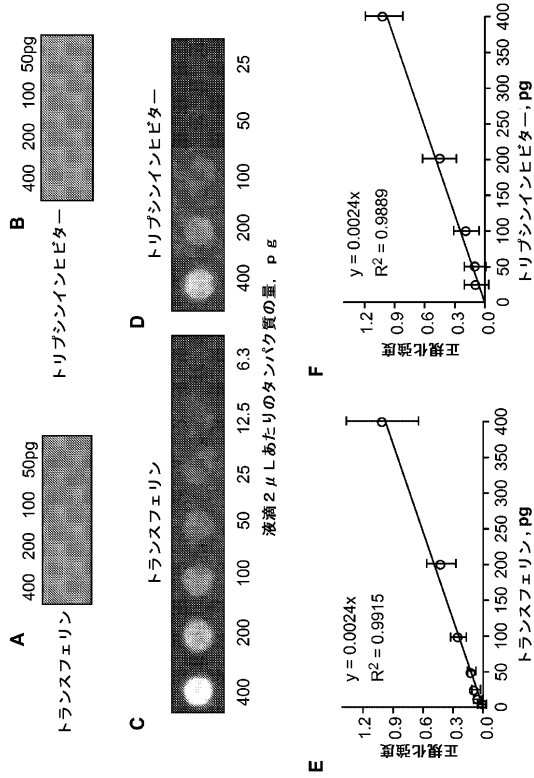 A
400 200 100 50pg
トランスフェリン
B
400 200 100 50pg
トリプシンインヒビター
C
トランスフェリン
400 200 100 50 25 12.5 6.3
D
トリプシンインヒビター
400 200 100 50 25
液滴2μLあたりのタンパク質の量, pg
E
正規化強度
1.2
0.9
0.6
0.3
0.0
y = 0.0024x
R² = 0.9915
0 50 100 150 200 250 300 350 400
トランスフェリン, pg
F
正規化強度
1.2
0.9
0.6
0.3
0.0
y = 0.0024x
R² = 0.9889
0 50 100 150 200 250 300 350 400
トリプシンインヒビター, pg